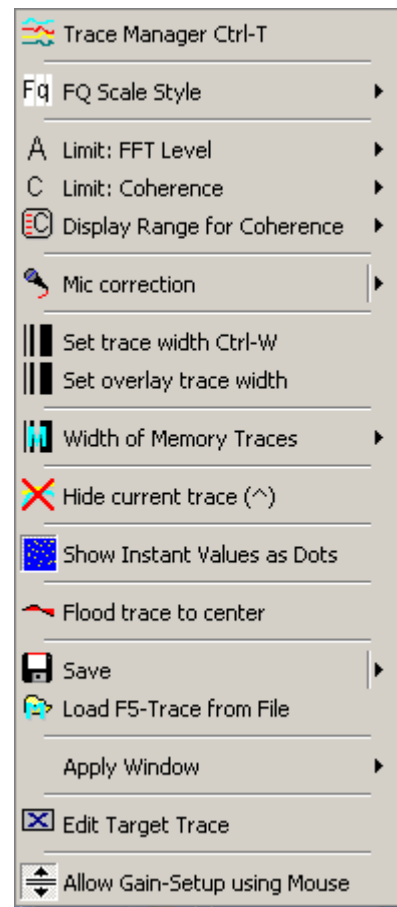 Trace Manager Ctrl-T
Fq FQ Scale Style
A Limit: FFT Level
C Limit: Coherence
C Display Range for Coherence
Mic correction
Set trace width Ctrl-W
Set overlay trace width
M Width of Memory Traces
Hide current trace (^)
Show Instant Values as Dots
Flood trace to center
Save
Load F5-Trace from File
Apply Window
Edit Target Trace
Allow Gain-Setup using Mouse